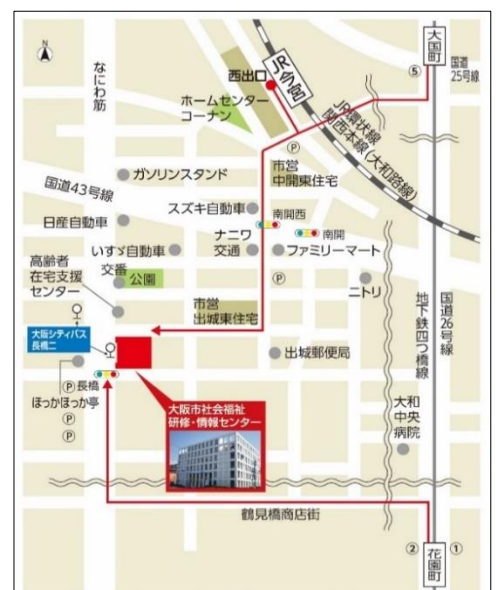 N
なにわ筋
大国町
⑤
国道
25号線
西出口
JR今宮
ホームセンター
コーナン
JR環状線
関西本線(大和路線)
Ⓟ
ガソリンスタンド
市営
中開東住宅
国道43号線
スズキ自動車
南開西
日産自動車
南開
いすゞ自動車
ナニワ
交通
ファミリーマート
高齢者
在宅支援
センター
交番
公園
Ⓟ
ニトリ
市営
出城東住宅
地下鉄四つ橋線
国道26号線
大阪シティバス
長橋二
出城郵便局
Ⓟ長橋
ほっかほっか亭
Ⓟ
Ⓟ
大阪市社会福祉
研修・情報センター
大和
中央
病院
鶴見橋商店街
②
花園町
①